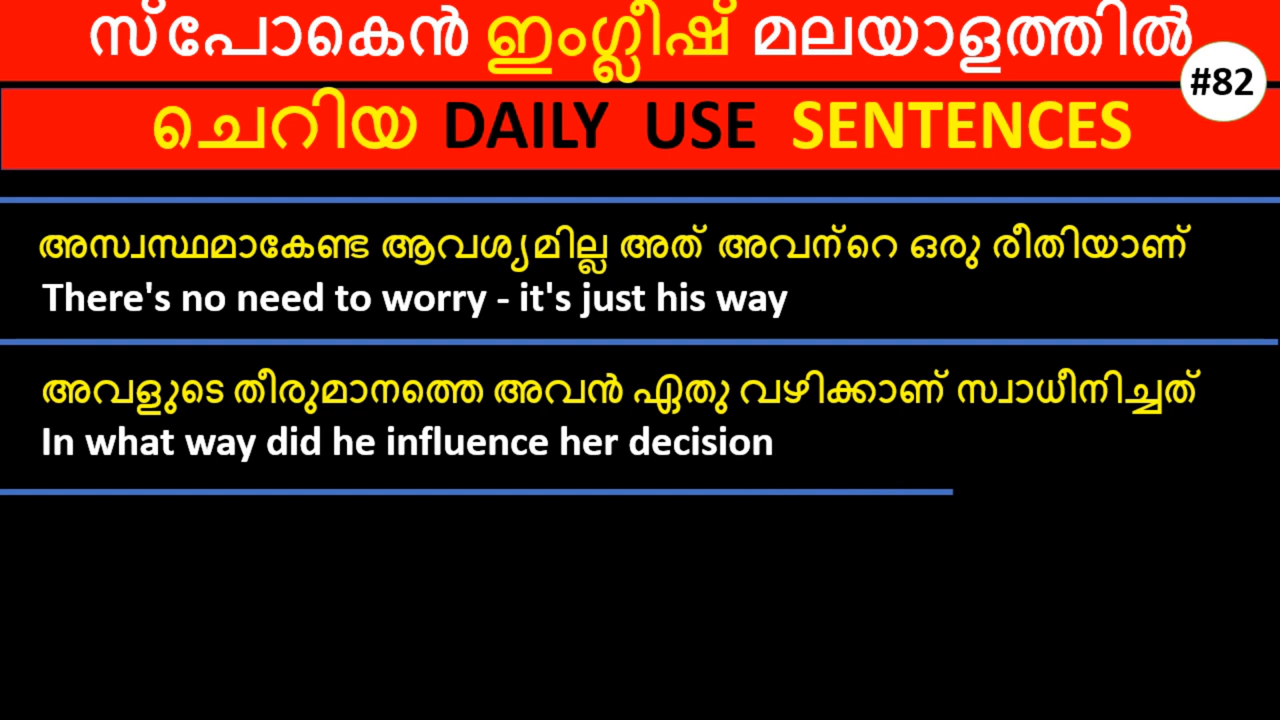 സ്പോകെൻ ഇംഗ്ലീഷ് മലയാളത്തിൽ
#82
ചെറിയ DAILY USE SENTENCES
അസ്വസ്ഥമാകേണ്ട ആവശ്യമില്ല അത് അവന്റെ ഒരു രീതിയാണ്
There's no need to worry - it's just his way
അവളുടെ തീരുമാനത്തെ അവൻ ഏതു വഴിക്കാണ് സ്വാധീനിച്ചത്
In what way did he influence her decision